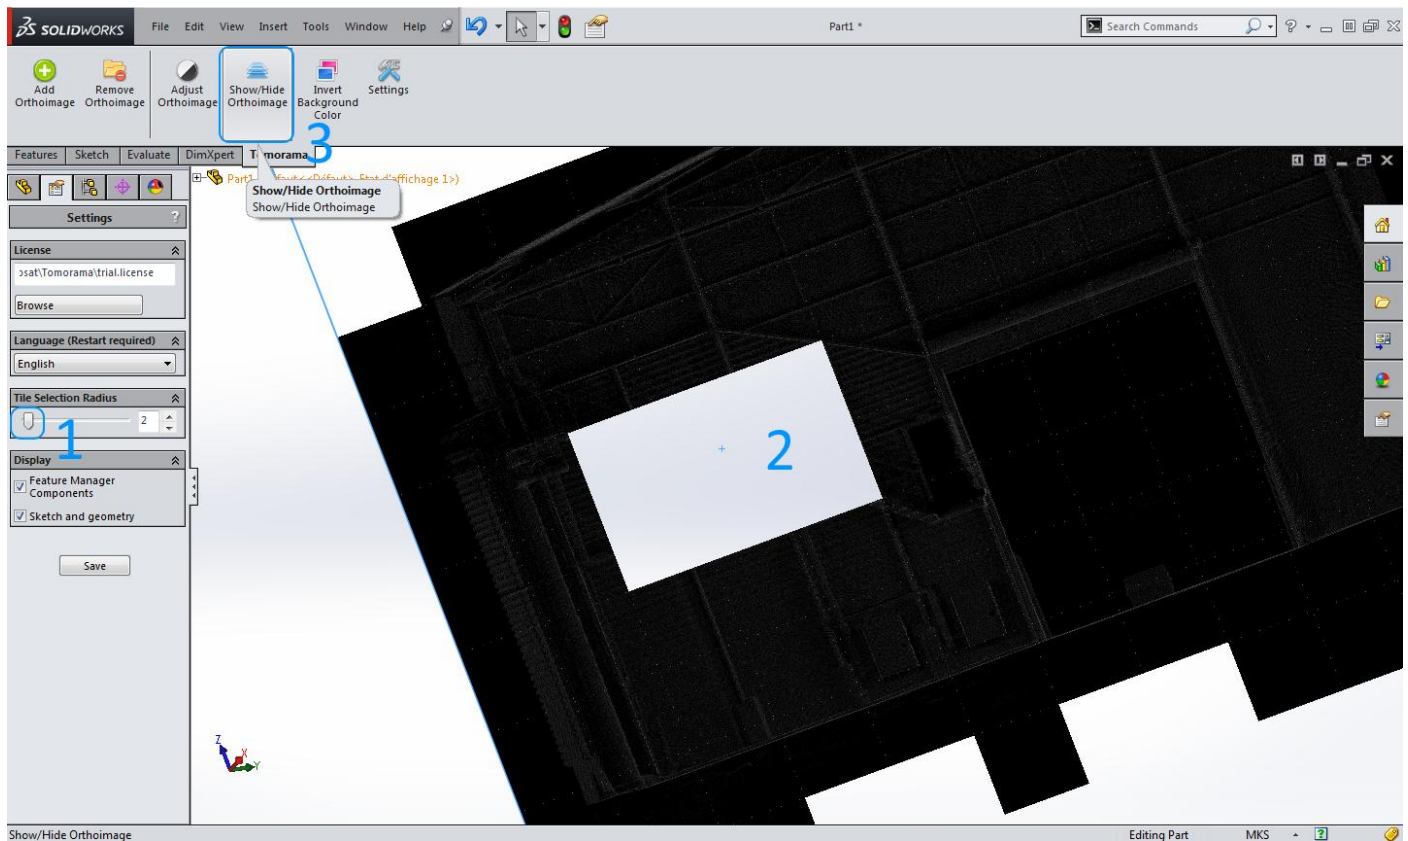 SOLIDWORKS File Edit View Insert Tools Window Help Part1 * Search Commands ?
Add Orthoimage
Remove Orthoimage
Adjust Orthoimage
Show/Hide Orthoimage
Invert Background Color
Settings
3
Features Sketch Evaluate DimXpert Tomorama
Show/Hide Orthoimage
Show/Hide Orthoimage
Settings ?
License
osat\Tomorama\trial.license
Browse
Language (Restart required)
English
Tile Selection Radius
2
1
Display
Feature Manager
Components
Sketch and geometry
Save
2
Z
X
Y
Show/Hide Orthoimage Editing Part MKS ?